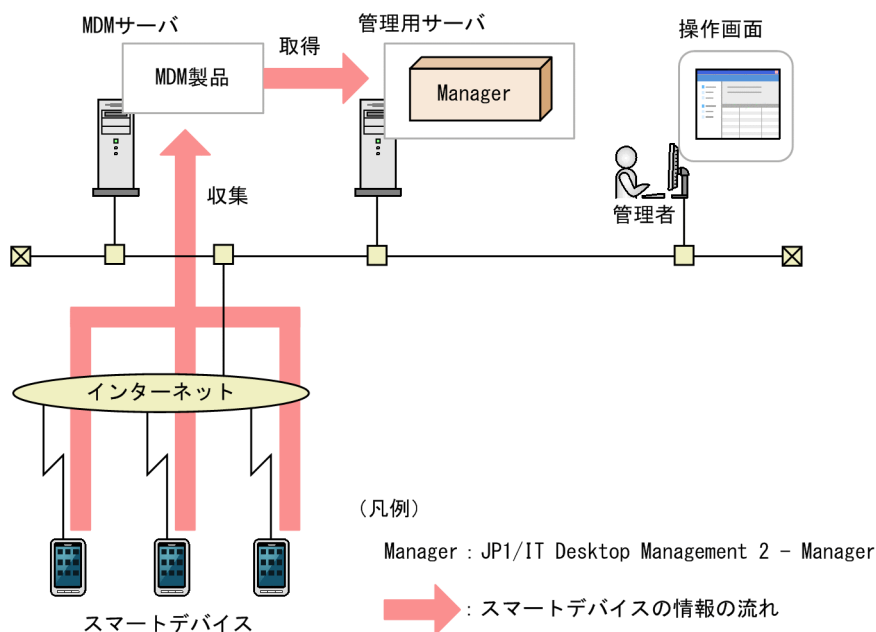 MDMサーバ
管理用サーバ
操作画面
取得
MDM製品
Manager
収集
管理者
インターネット
(凡例)
Manager：JP1/IT Desktop Management 2 - Manager
：スマートデバイスの情報の流れ
スマートデバイス